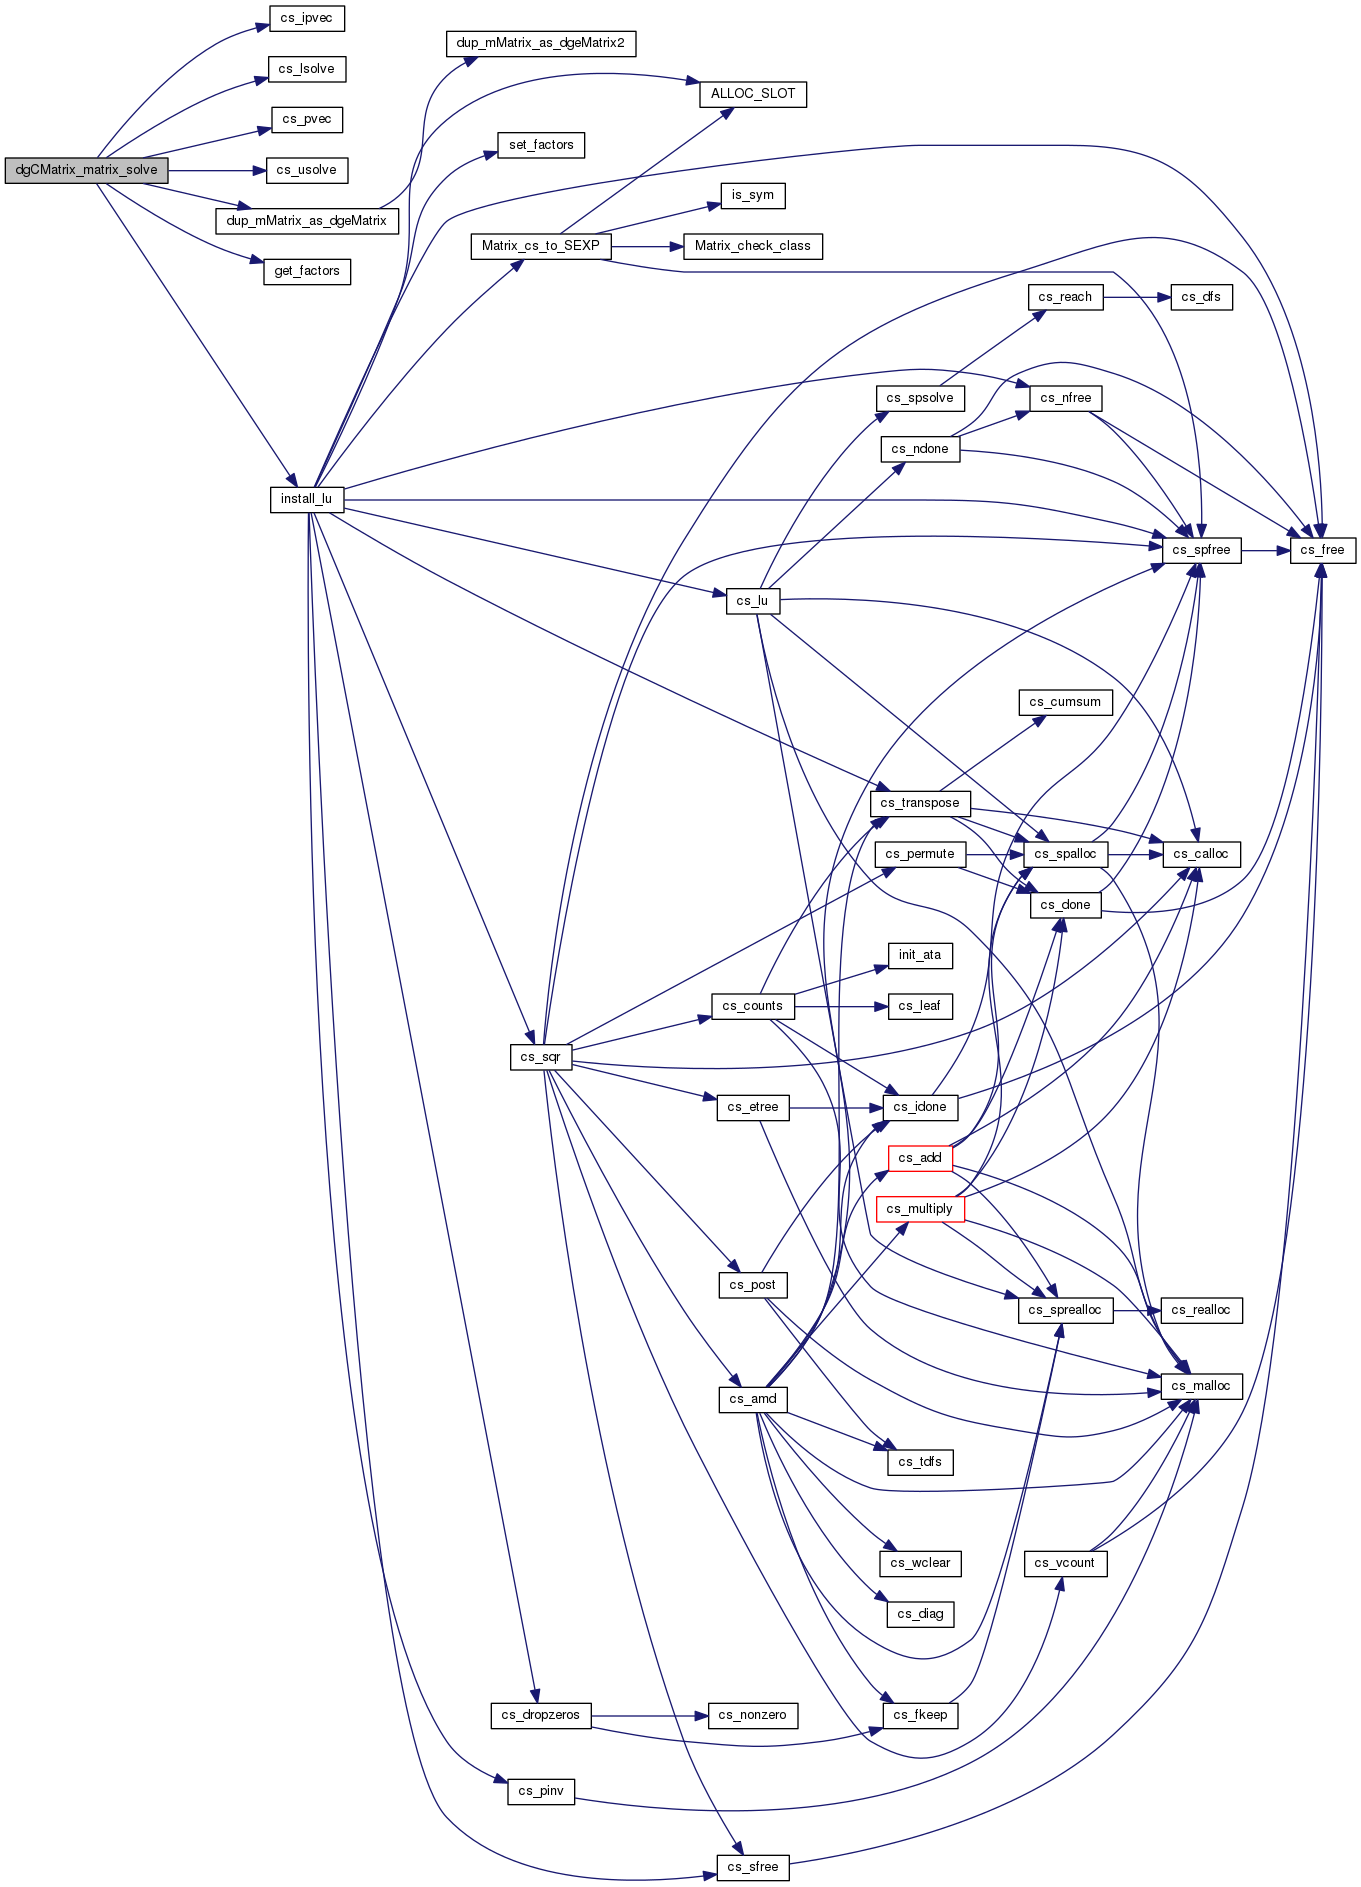 cs_ipvec
dup_mMatrix_as_dgeMatrix2
cs_lsolve
ALLOC_SLOT
cs_pvec
set_factors
dgCMatrix_matrix_solve
cs_usolve
is_sym
dup_mMatrix_as_dgeMatrix
Matrix_cs_to_SEXP
Matrix_check_class
get_factors
cs_reach
cs_dfs
cs_spsolve
cs_nfree
cs_ndone
install_lu
cs_spfree
cs_free
cs_lu
cs_cumsum
cs_transpose
cs_permute
cs_spalloc
cs_calloc
cs_done
init_ata
cs_counts
cs_leaf
cs_sqr
cs_etree
cs_idone
cs_add
cs_multiply
cs_post
cs_sprealloc
cs_realloc
cs_amd
cs_malloc
cs_tdfs
cs_wclear
cs_vcount
cs_diag
cs_dropzeros
cs_nonzero
cs_fkeep
cs_pinv
cs_sfree